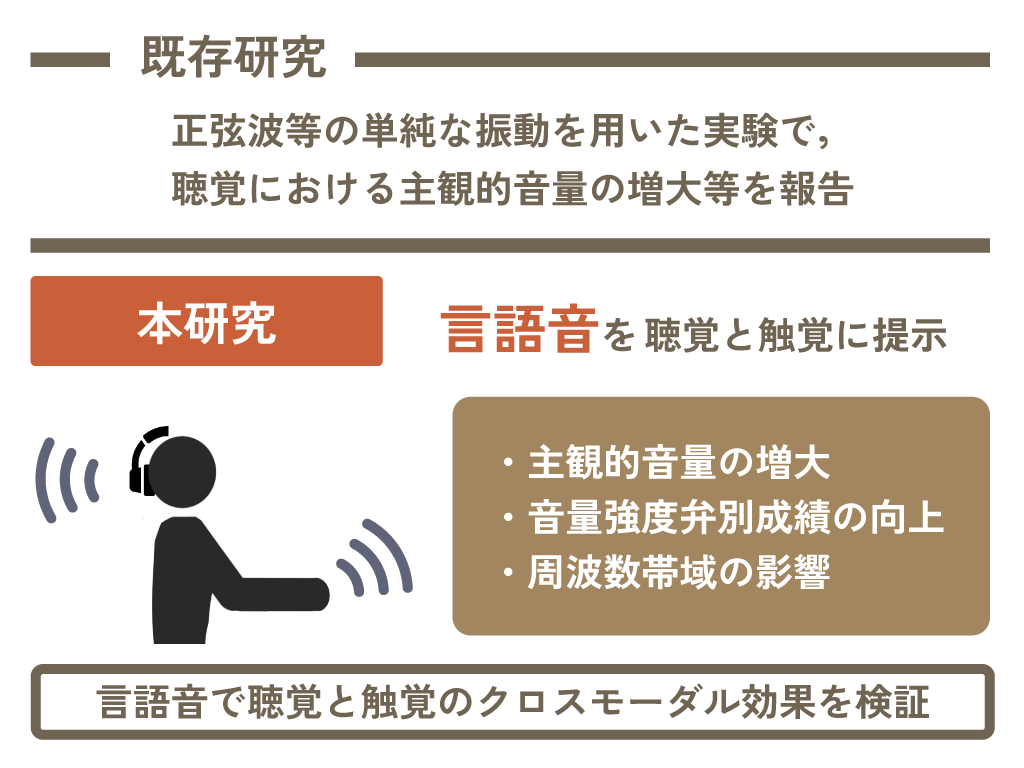 既存研究
正弦波等の単純な振動を用いた実験で，
聴覚における主観的音量の増大等を報告
本研究
言語音を 聴覚と触覚に提示
・主観的音量の増大
・音量強度弁別成績の向上
・周波数帯域の影響
言語音で聴覚と触覚のクロスモーダル効果を検証